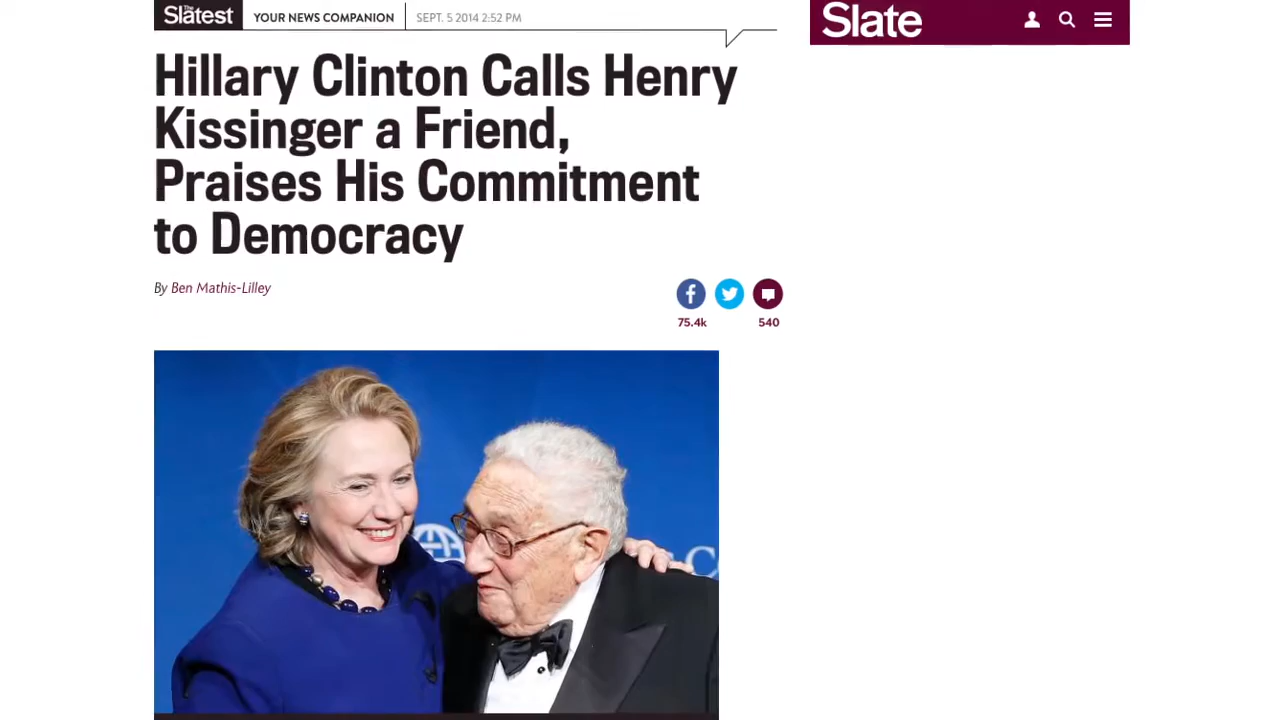 The Slatest
YOUR NEWS COMPANION
SEPT. 5 2014 2:52 PM
Slate
Hillary Clinton Calls Henry
Kissinger a Friend,
Praises His Commitment
to Democracy
By Ben Mathis-Lilley
75.4k
540